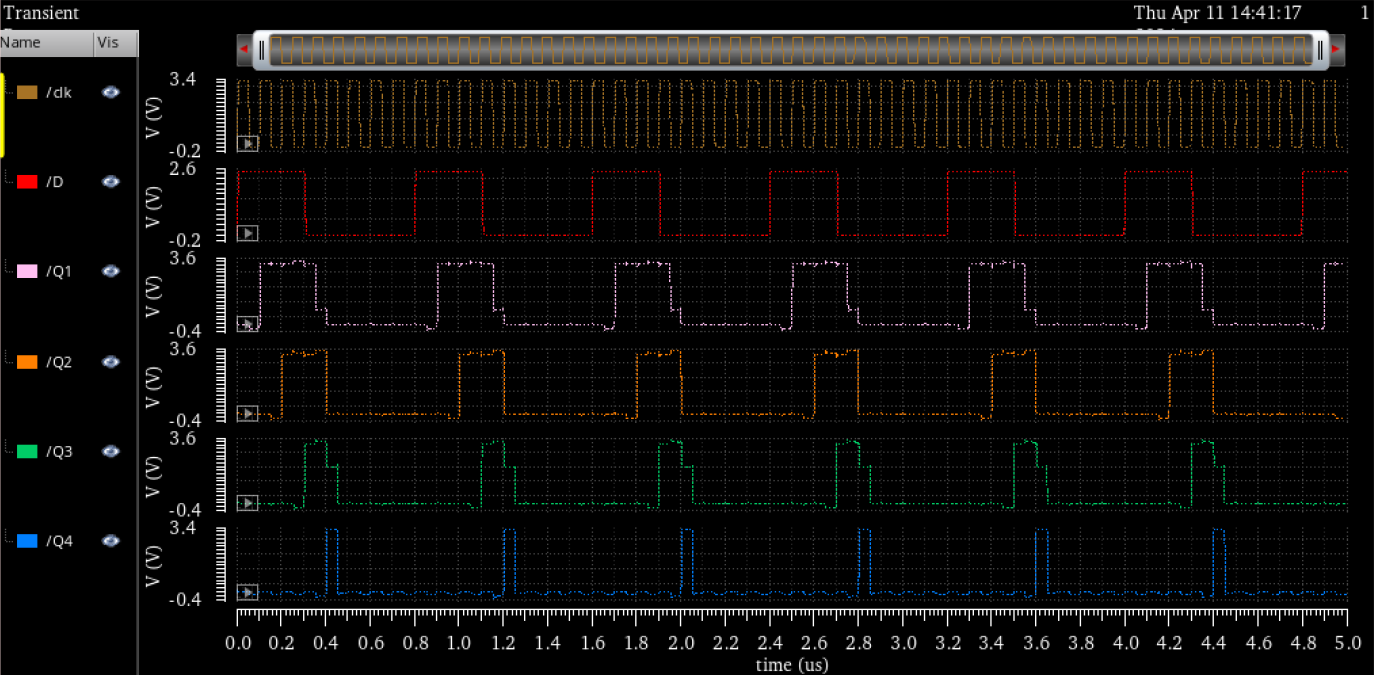 Transient Thu Apr 11 14:41:17 1
Name Vis
/clk
3.4
V (V)
-0.2
/D
2.6
V (V)
-0.2
/Q1
3.6
V (V)
-0.4
/Q2
3.6
V (V)
-0.4
/Q3
3.6
V (V)
-0.4
/Q4
3.4
V (V)
-0.4
0.0 0.2 0.4 0.6 0.8 1.0 1.2 1.4 1.6 1.8 2.0 2.2 2.4 2.6 2.8 3.0 3.2 3.4 3.6 3.8 4.0 4.2 4.4 4.6 4.8 5.0
time (us)